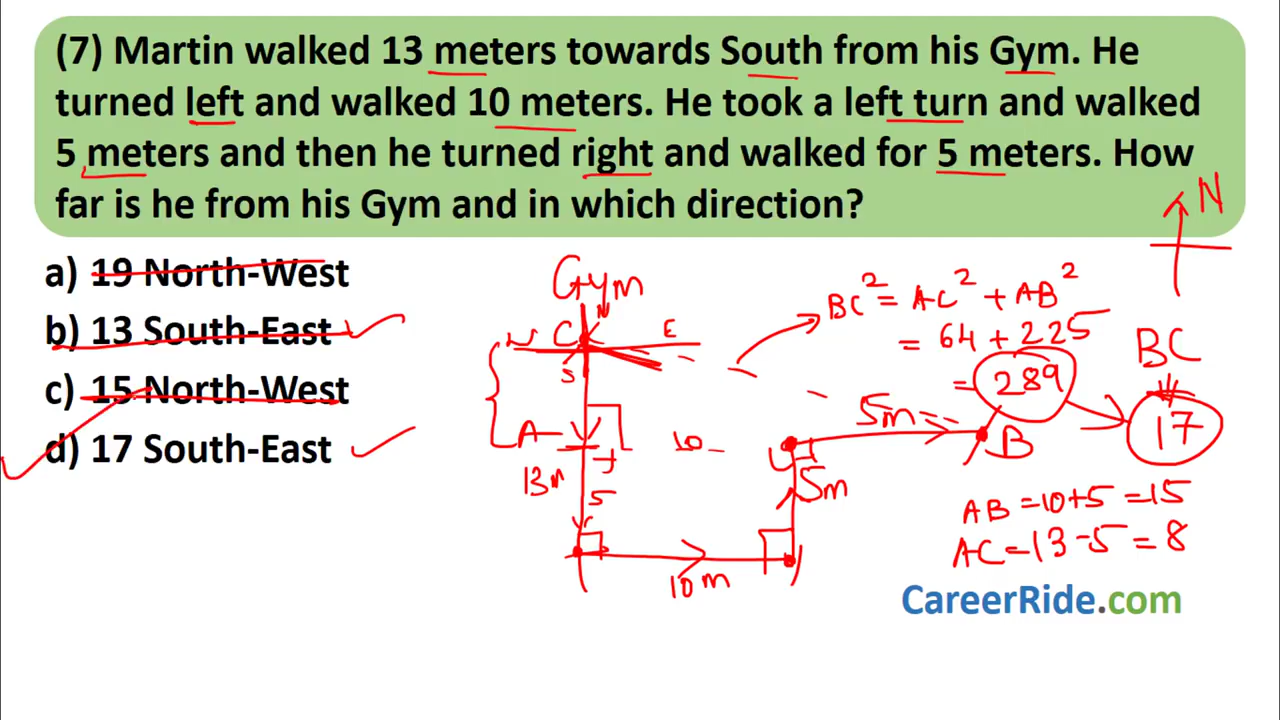 (7) Martin walked 13 meters towards South from his Gym. He
turned left and walked 10 meters. He took a left turn and walked
5 meters and then he turned right and walked for 5 meters. How
far is he from his Gym and in which direction?
N
a) 19 North-West
b) 13 South-East
c) 15 North-West
d) 17 South-East
Gym
W C N E
S
A
13m
5
10
10m
5m
5m
B
BC² = AC² + AB²
= 64 + 225
= 289
BC
17
AB = 10+5 = 15
AC = 13-5 = 8
CareerRide.com